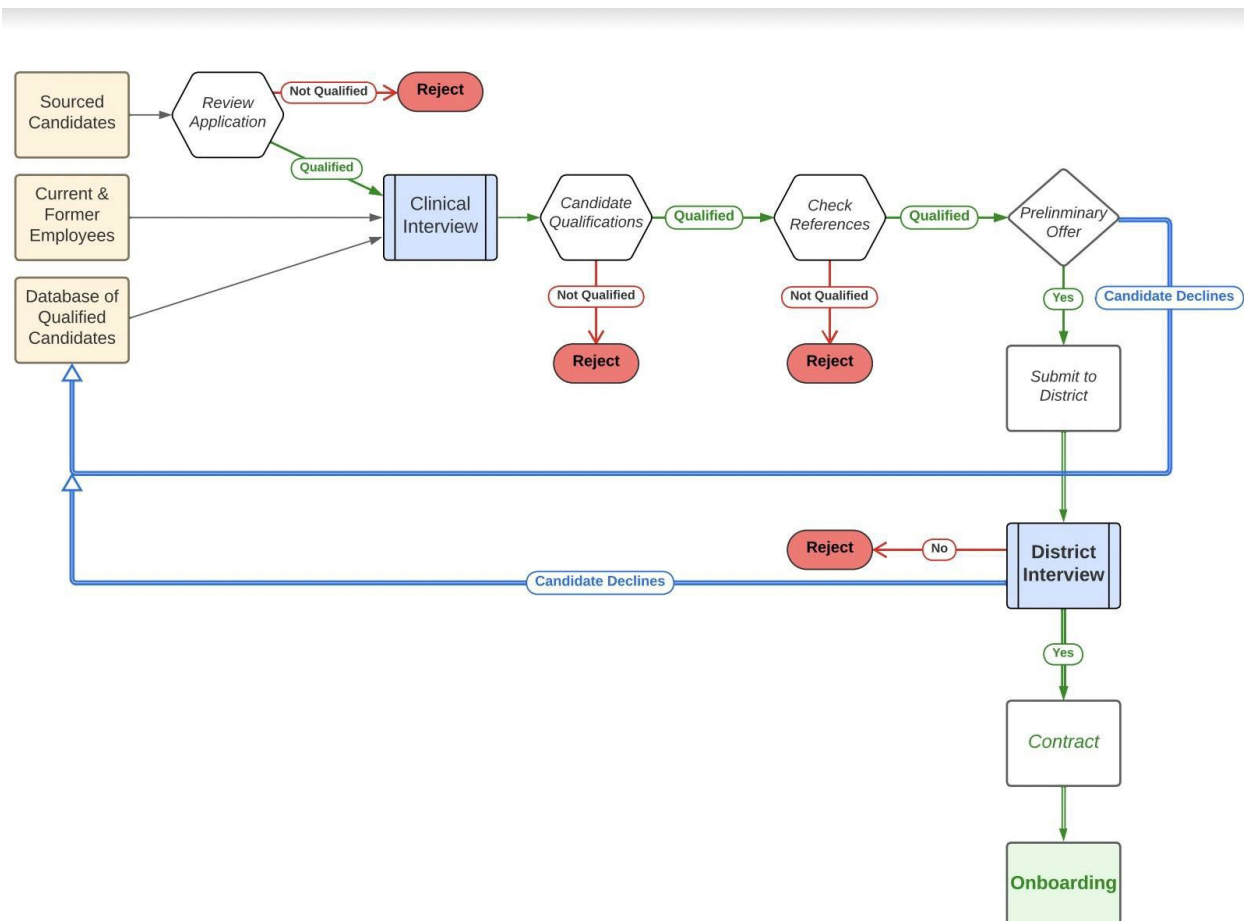 Sourced
Candidates
Review
Application
Not Qualified
Reject
Qualified
Current &
Former
Employees
Clinical
Interview
Candidate
Qualifications
Qualified
Check
References
Qualified
Prelinminary
Offer
Database of
Qualified
Candidates
Not Qualified
Not Qualified
Yes
Candidate Declines
Reject
Reject
Submit to
District
Reject
No
District
Interview
Candidate Declines
Yes
Contract
Onboarding